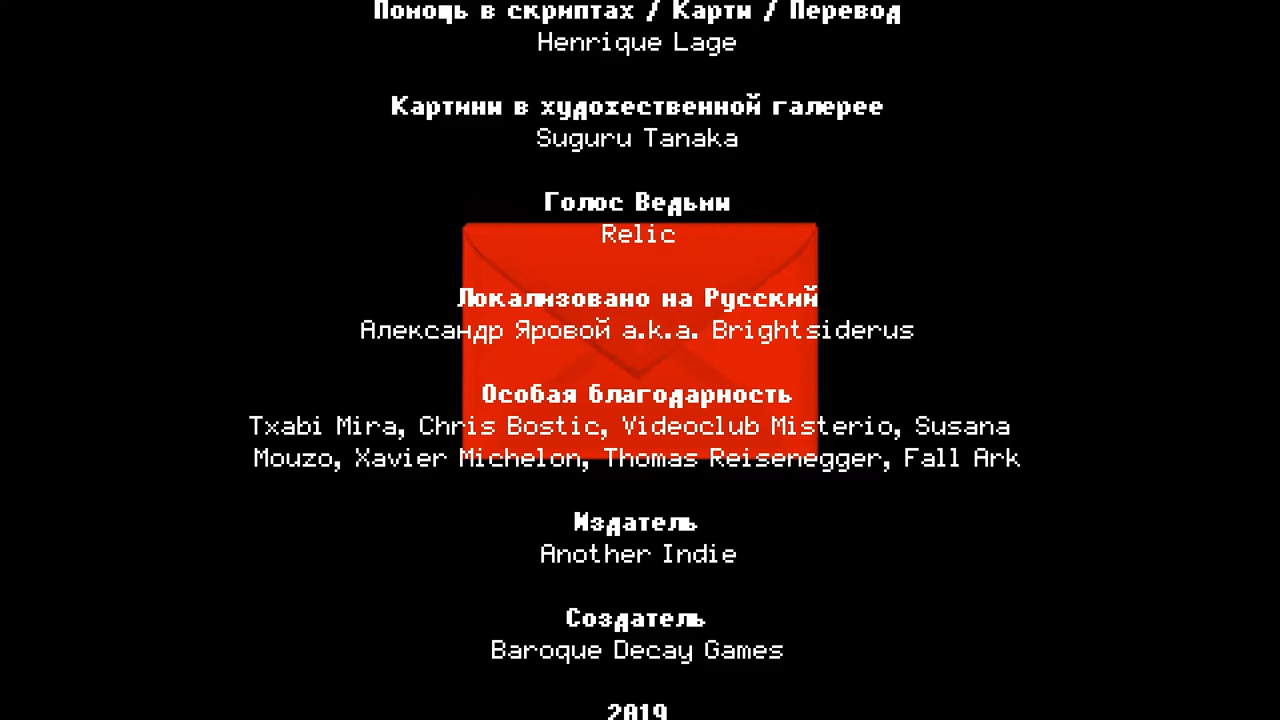 Помощь в скриптах / Карты / Перевод
Henrique Lage
Картины в художественной галерее
Suguru Tanaka
Голос Ведьмы
Relic
Локализовано на Русский
Александр Яровой a.k.a. Brightsiderus
Особая благодарность
Txabi Mira, Chris Bostic, Videoclub Misterio, Susana
Mouzo, Xavier Michelon, Thomas Reisenegger, Fall Ark
Издатель
Another Indie
Создатель
Baroque Decay Games
2019